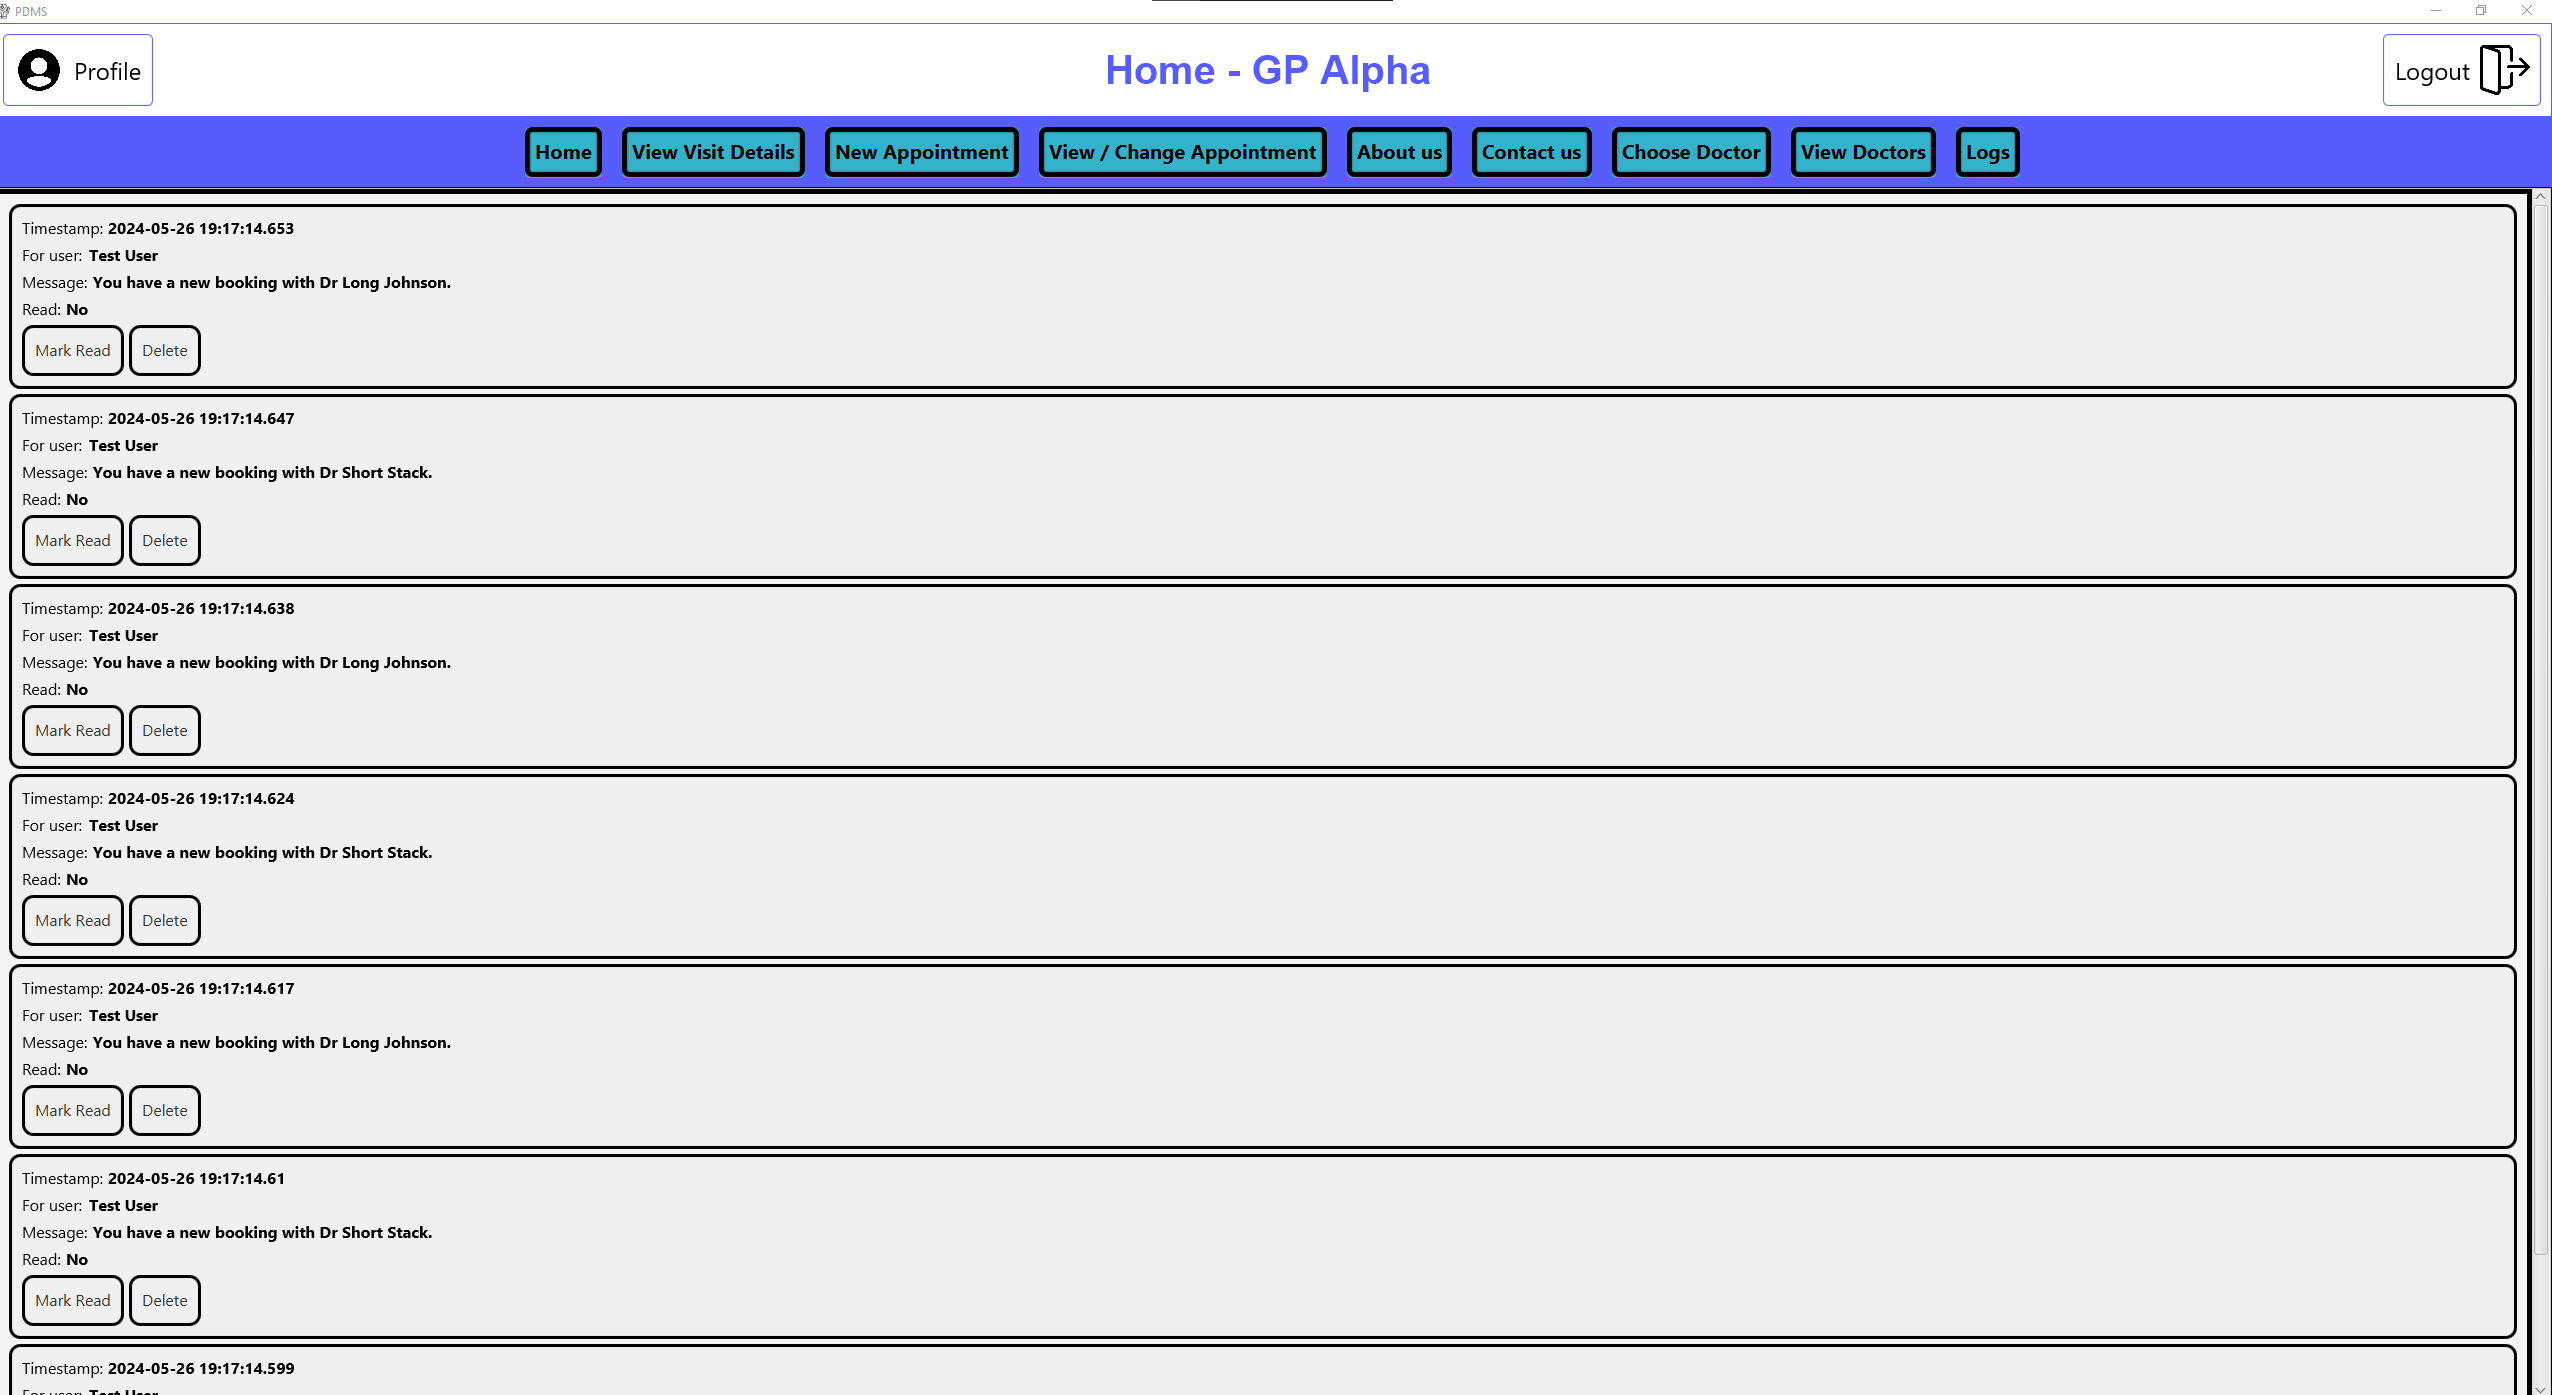 PDMS
Profile
Home - GP Alpha
Logout
Home View Visit Details New Appointment View / Change Appointment About us Contact us Choose Doctor View Doctors Logs
Timestamp: 2024-05-26 19:17:14.653
For user: Test User
Message: You have a new booking with Dr Long Johnson.
Read: No
Mark Read Delete
Timestamp: 2024-05-26 19:17:14.647
For user: Test User
Message: You have a new booking with Dr Short Stack.
Read: No
Mark Read Delete
Timestamp: 2024-05-26 19:17:14.638
For user: Test User
Message: You have a new booking with Dr Long Johnson.
Read: No
Mark Read Delete
Timestamp: 2024-05-26 19:17:14.624
For user: Test User
Message: You have a new booking with Dr Short Stack.
Read: No
Mark Read Delete
Timestamp: 2024-05-26 19:17:14.617
For user: Test User
Message: You have a new booking with Dr Long Johnson.
Read: No
Mark Read Delete
Timestamp: 2024-05-26 19:17:14.61
For user: Test User
Message: You have a new booking with Dr Short Stack.
Read: No
Mark Read Delete
Timestamp: 2024-05-26 19:17:14.599
For user: Test User